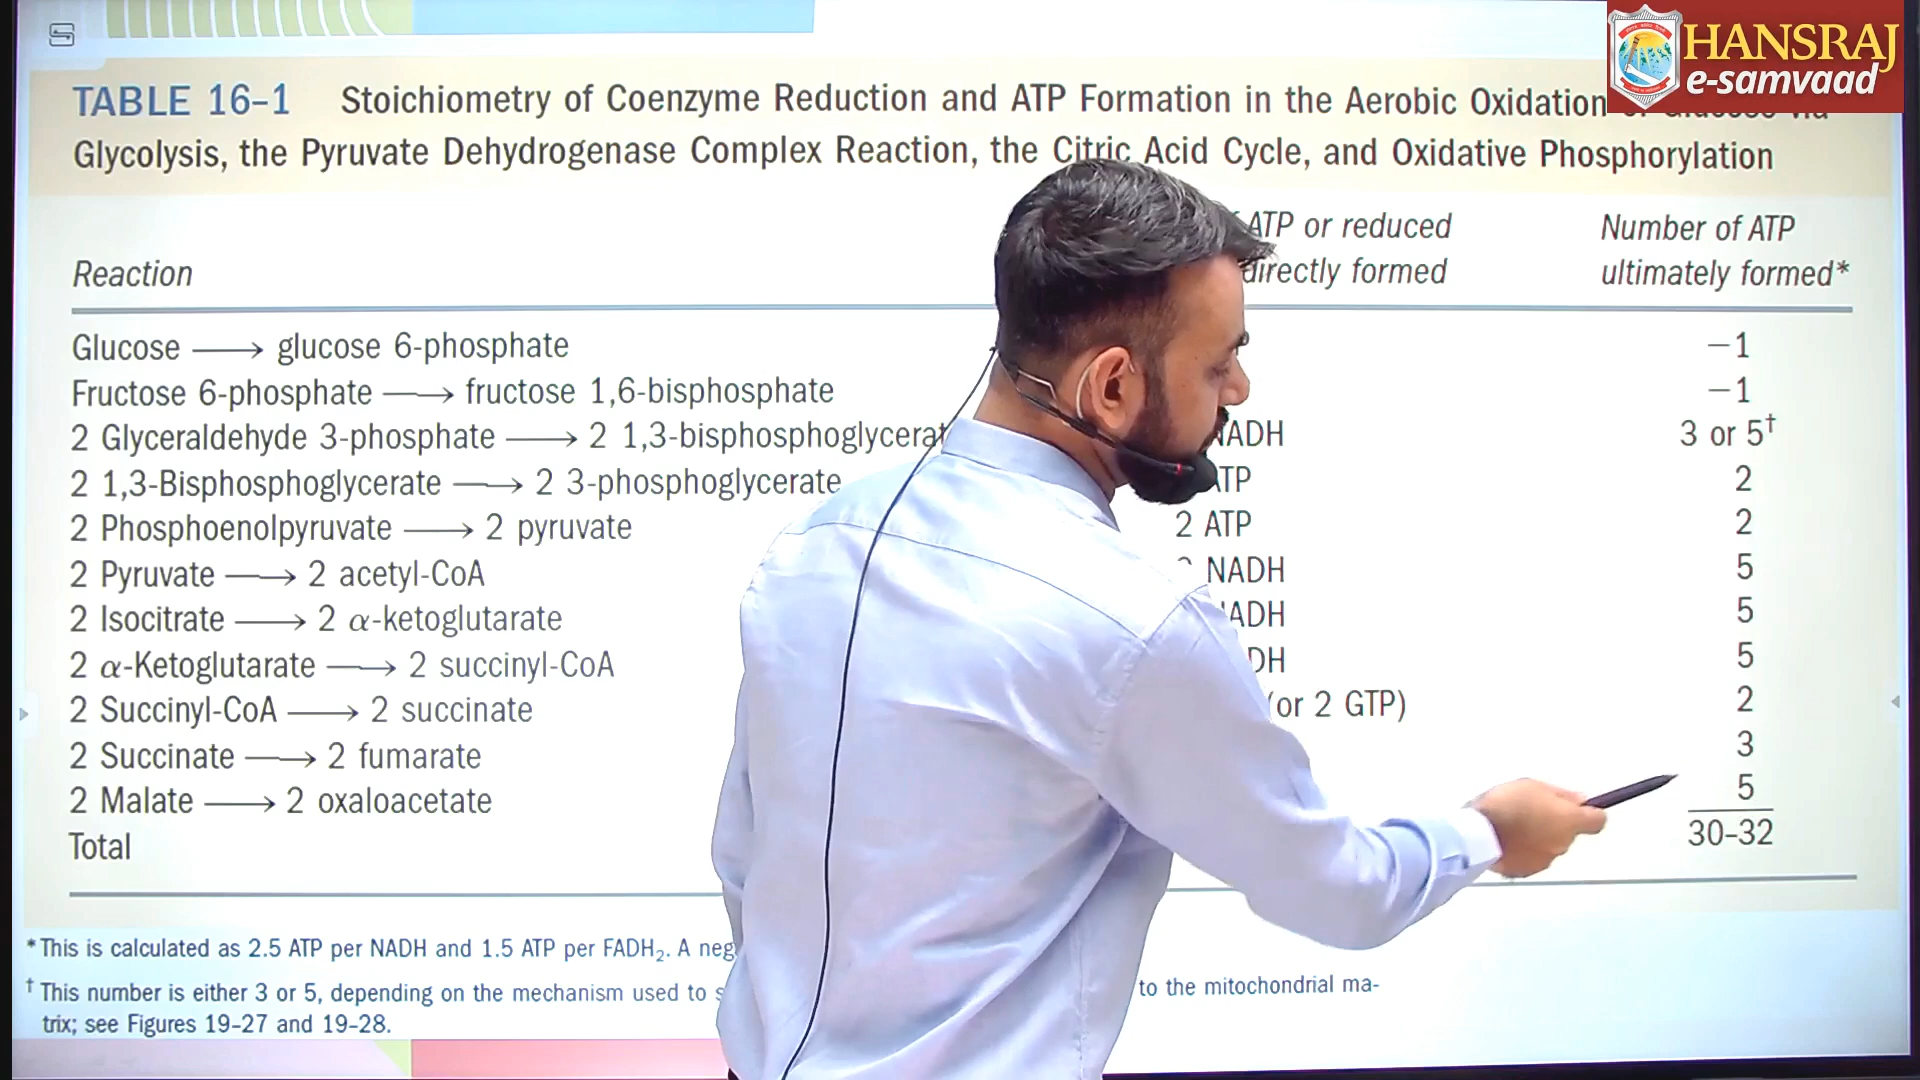 HANSRAJ
e-samvaad
TABLE 16–1 Stoichiometry of Coenzyme Reduction and ATP Formation in the Aerobic Oxidation
Glycolysis, the Pyruvate Dehydrogenase Complex Reaction, the Citric Acid Cycle, and Oxidative Phosphorylation
Reaction ATP or reduced directly formed Number of ATP ultimately formed*
Glucose ⟶ glucose 6-phosphate −1
Fructose 6-phosphate ⟶ fructose 1,6-bisphosphate −1
2 Glyceraldehyde 3-phosphate ⟶ 2 1,3-bisphosphoglycerat NADH 3 or 5†
2 1,3-Bisphosphoglycerate ⟶ 2 3-phosphoglycerate ATP 2
2 Phosphoenolpyruvate ⟶ 2 pyruvate 2 ATP 2
2 Pyruvate ⟶ 2 acetyl-CoA NADH 5
2 Isocitrate ⟶ 2 α-ketoglutarate ADH 5
2 α-Ketoglutarate ⟶ 2 succinyl-CoA DH 5
2 Succinyl-CoA ⟶ 2 succinate (or 2 GTP) 2
2 Succinate ⟶ 2 fumarate 3
2 Malate ⟶ 2 oxaloacetate 5
Total 30–32
*This is calculated as 2.5 ATP per NADH and 1.5 ATP per FADH₂. A neg
†This number is either 3 or 5, depending on the mechanism used to to the mitochondrial ma-
trix; see Figures 19–27 and 19–28.